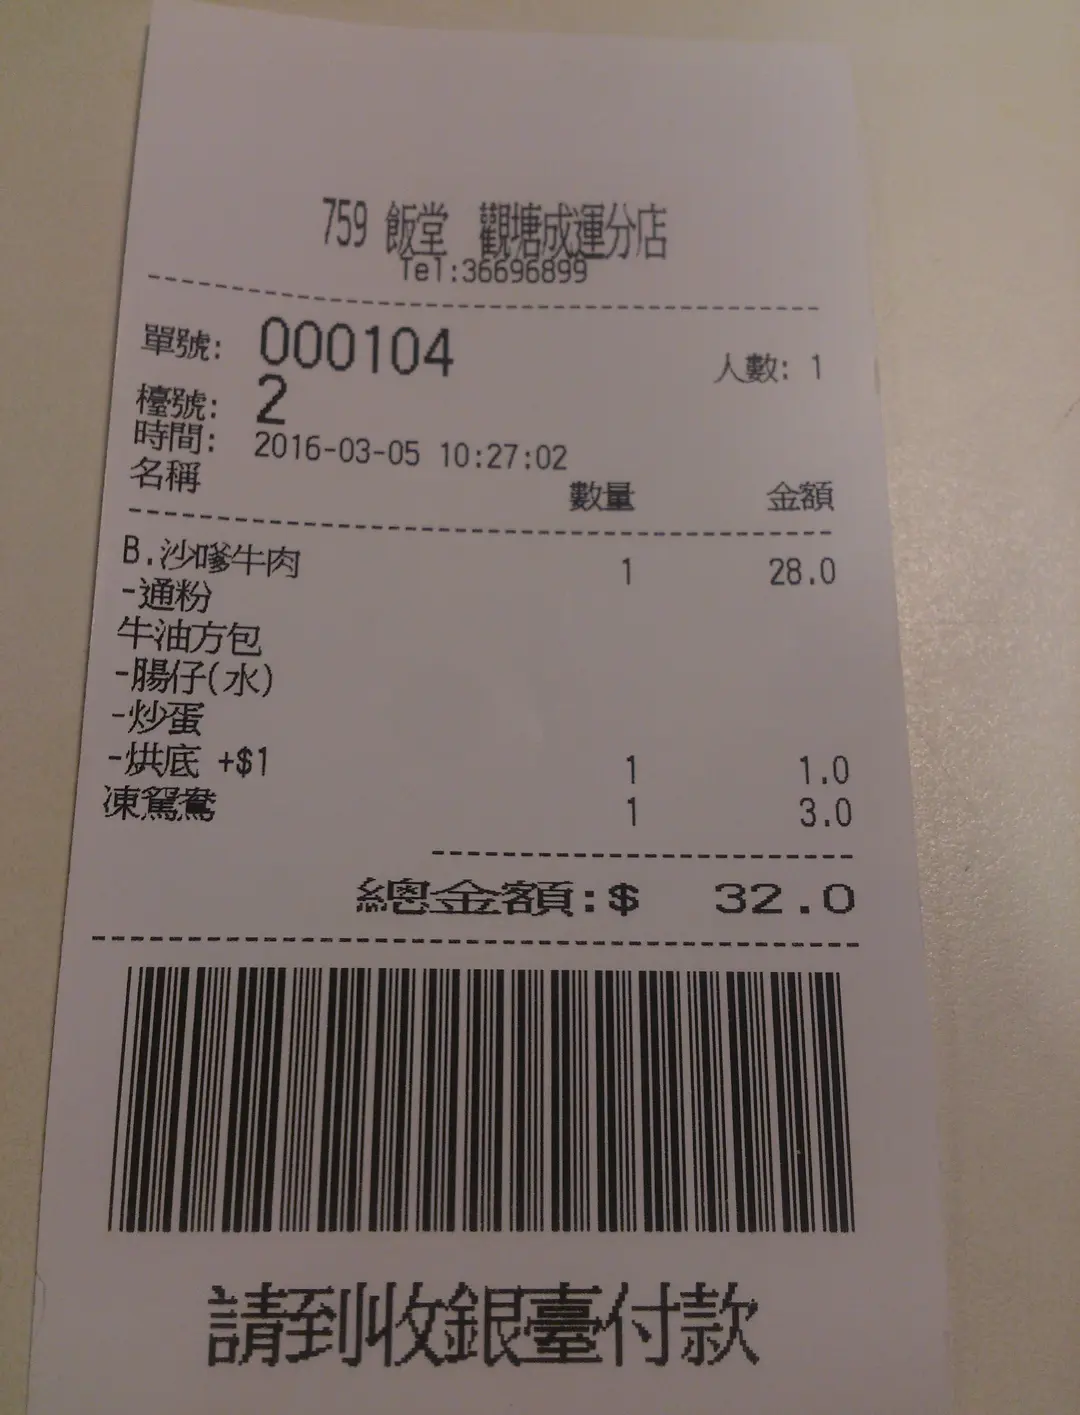 759 飯堂 觀塘成運分店
Tel:36696899
單號: 000104 人數: 1
檯號: 2
時間: 2016-03-05 10:27:02
名稱 數量 金額
B.沙嗲牛肉 1 28.0
-通粉
牛油方包
-腸仔(水)
-炒蛋
-烘底 +$1 1 1.0
凍鴛鴦 1 3.0
總金額:$ 32.0
請到收銀臺付款